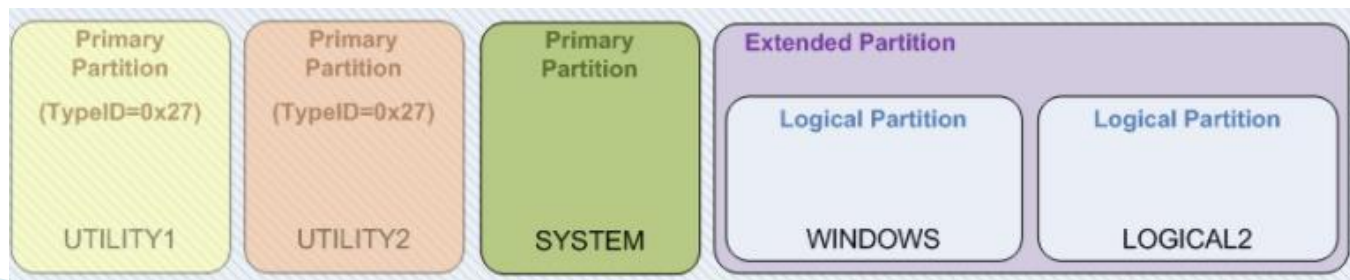 Primary
Partition
(TypeID=0x27)
UTILITY1
Primary
Partition
(TypeID=0x27)
UTILITY2
Primary
Partition
SYSTEM
Extended Partition
Logical Partition
WINDOWS
Logical Partition
LOGICAL2